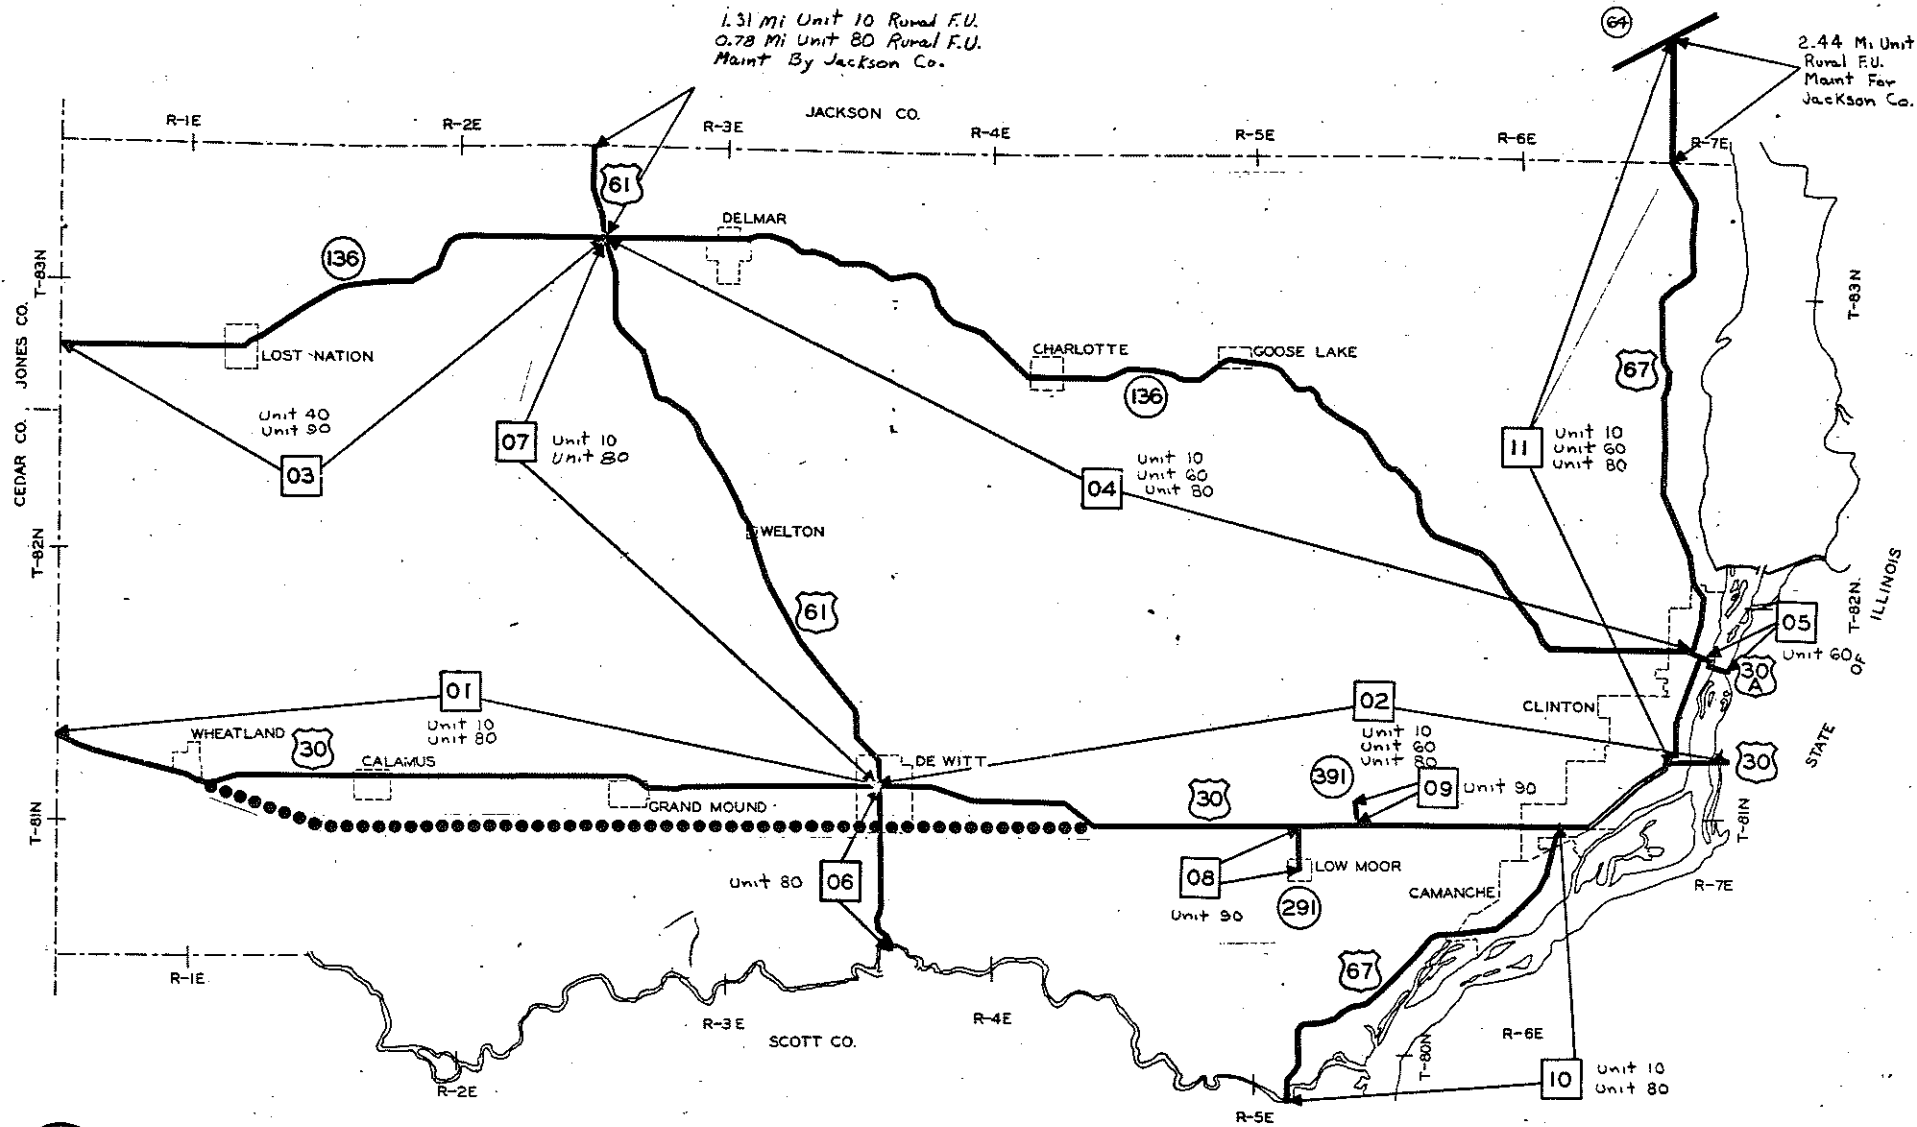 1.31 Mi Unit 10 Rural F.U.
0.78 Mi Unit 80 Rural F.U.
Maint By Jackson Co.
64
2.44 Mi Unit
Rural F.U.
Maint For
Jackson Co.
JACKSON CO.
R-1E
R-2E
R-3E
R-4E
R-5E
R-6E
R-7E
61
DELMAR
136
T-83N
T-83N
CEDAR CO. JONES CO.
LOST NATION
CHARLOTTE
GOOSE LAKE
136
67
Unit 40
Unit 90
03
07
Unit 10
Unit 80
04
Unit 10
Unit 60
Unit 80
11
Unit 10
Unit 60
Unit 80
WELTON
T-82N
T-82N.
STATE OF ILLINOIS
61
05
Unit 60
30
A
01
Unit 10
Unit 80
02
Unit 10
Unit 60
Unit 80
CLINTON
WHEATLAND
30
CALAMUS
DE WITT
GRAND MOUND
391
09
Unit 90
30
30
T-81N
T-81N
Unit 80
06
08
Unit 90
LOW MOOR
291
CAMANCHE
R-7E
67
R-1E
R-2E
R-3E
R-4E
R-5E
R-6E
SCOTT CO.
T-80N
10
Unit 10
Unit 80